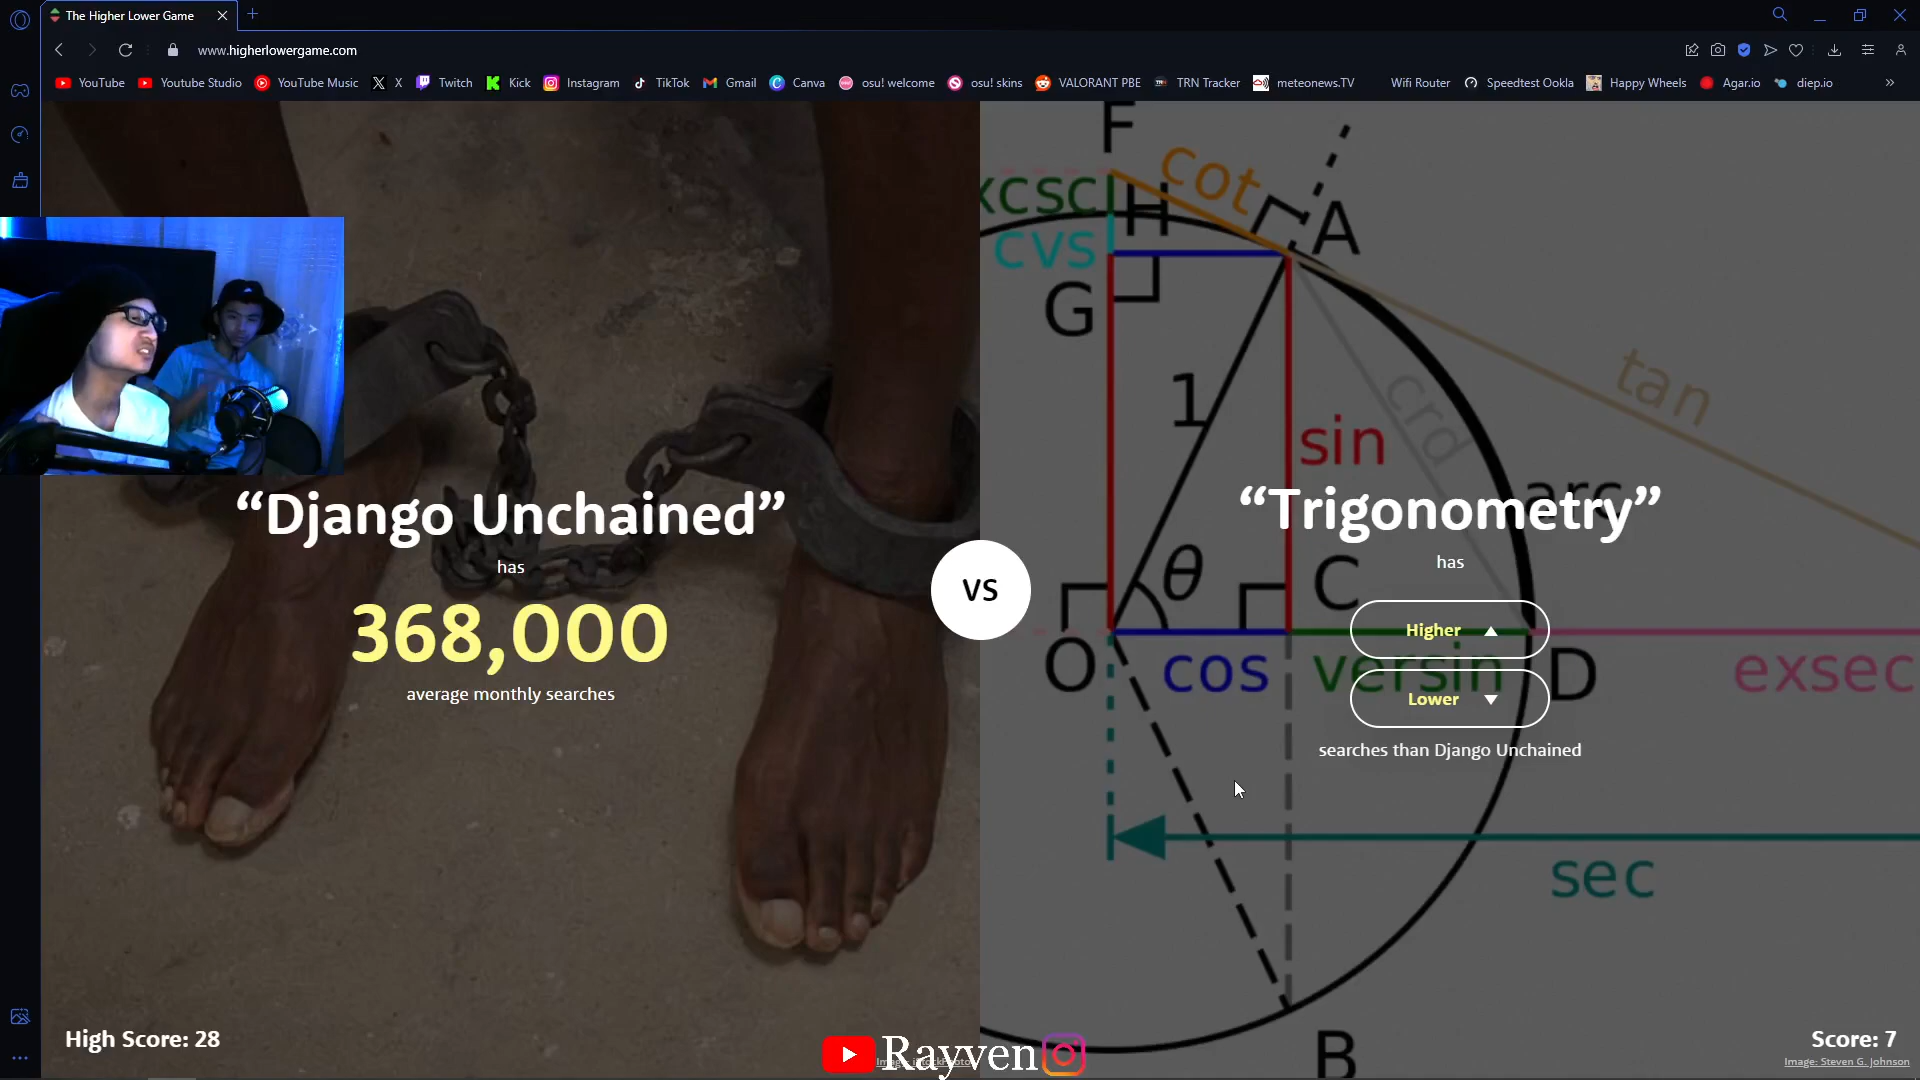 The Higher Lower Game
www.higherlowergame.com
YouTube
Youtube Studio
YouTube Music
X
Twitch
Kick
Instagram
TikTok
Gmail
Canva
osu! welcome
osu! skins
VALORANT PBE
TRN Tracker
meteonews.TV
Wifi Router
Speedtest Ookla
Happy Wheels
Agar.io
diep.io
“Django Unchained”
has
368,000
average monthly searches
VS
“Trigonometry”
has
Higher
Lower
searches than Django Unchained
F
cot
H
A
cvs
G
1
sin
crd
tan
arc
θ
C
O
cos
versin
D
exsec
sec
B
High Score: 28
Rayven
Score: 7
Image: Steven G. Johnson